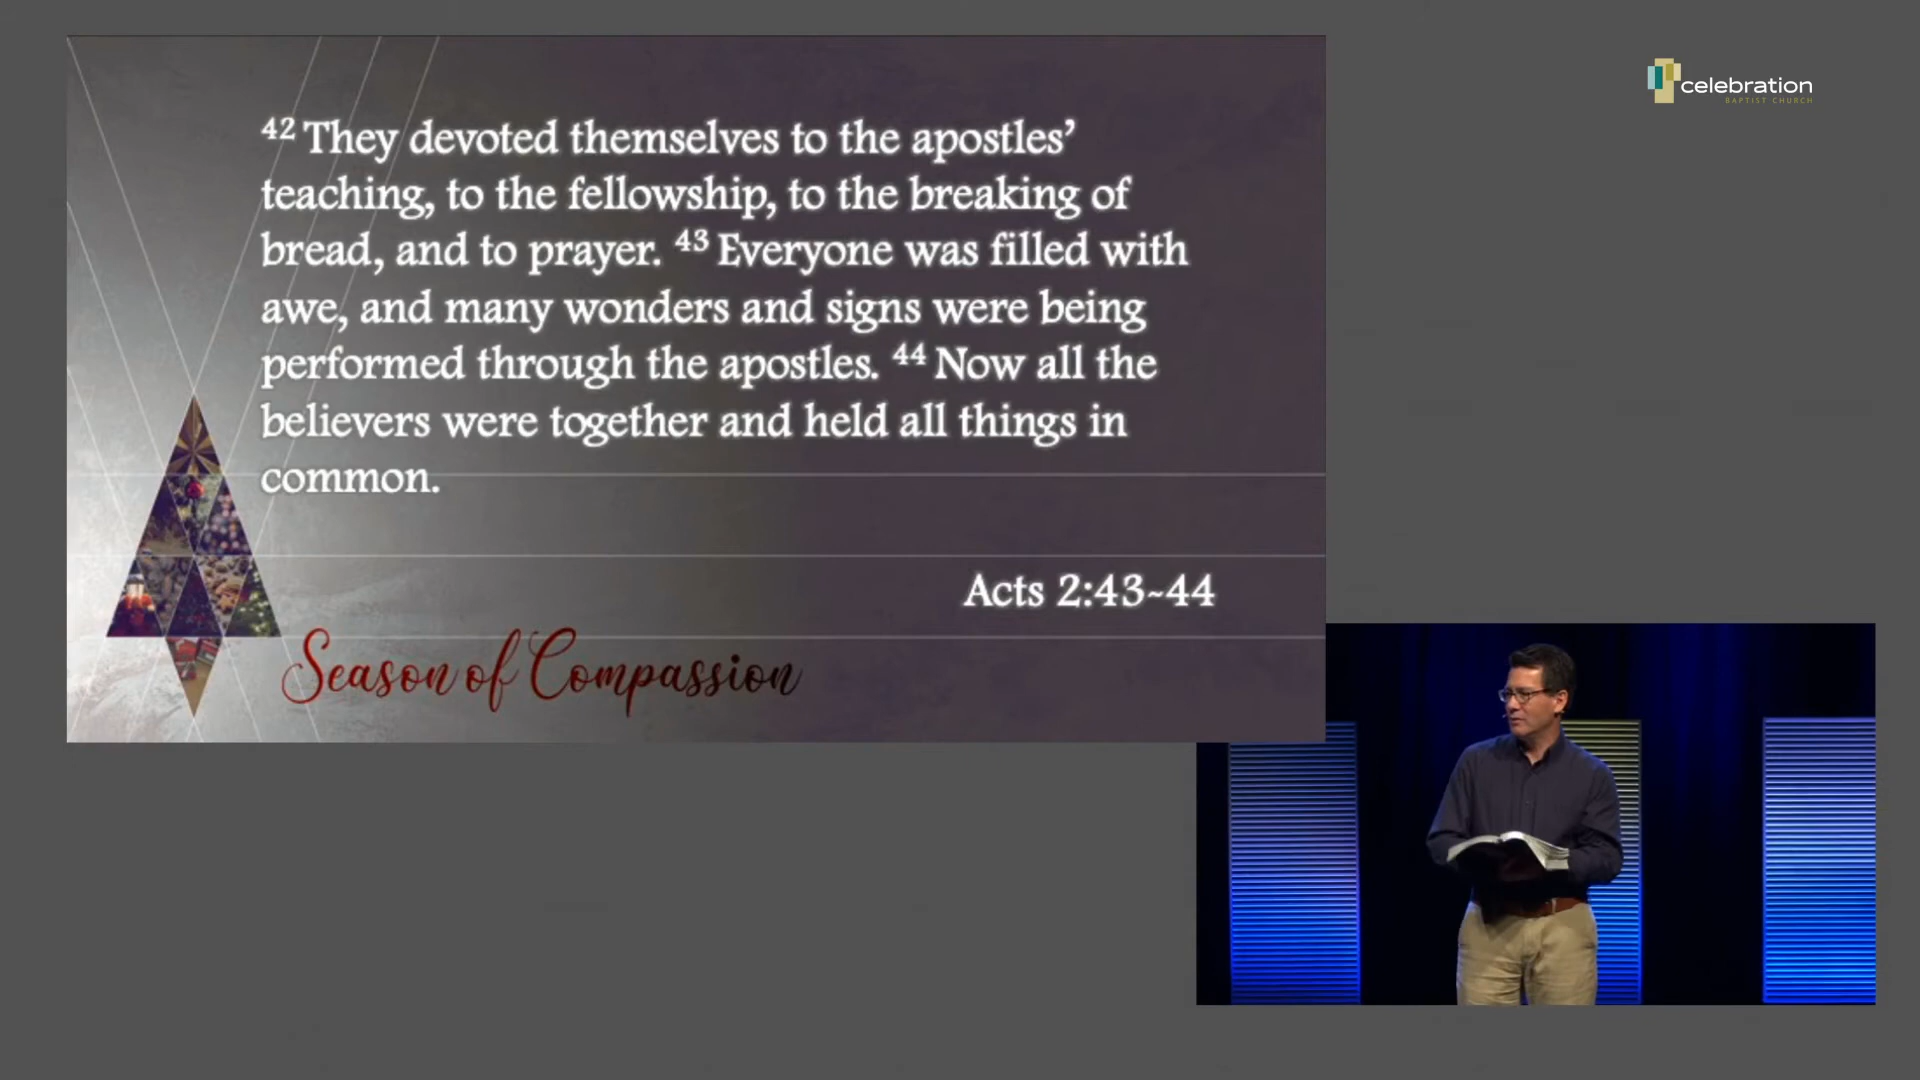 ⁴² They devoted themselves to the apostles’
teaching, to the fellowship, to the breaking of
bread, and to prayer. ⁴³ Everyone was filled with
awe, and many wonders and signs were being
performed through the apostles. ⁴⁴ Now all the
believers were together and held all things in
common.
Acts 2:43~44
Season of Compassion
celebration
BAPTIST CHURCH